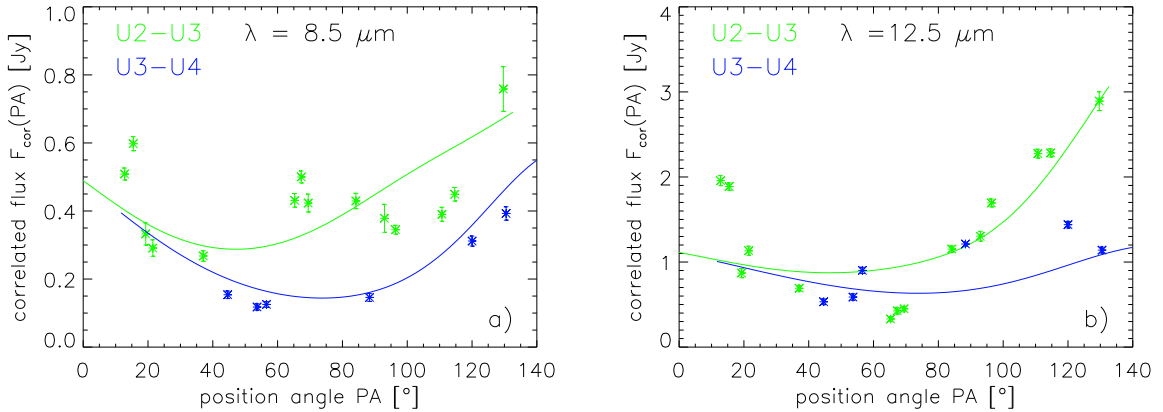 correlated flux F_cor(PA) [Jy]
1.0
0.8
0.6
0.4
0.2
0.0
U2−U3
λ = 8.5 μm
U3−U4
a)
0 20 40 60 80 100 120 140
position angle PA [°]
correlated flux F_cor(PA) [Jy]
4
3
2
1
0
U2−U3
λ =12.5 μm
U3−U4
b)
0 20 40 60 80 100 120 140
position angle PA [°]